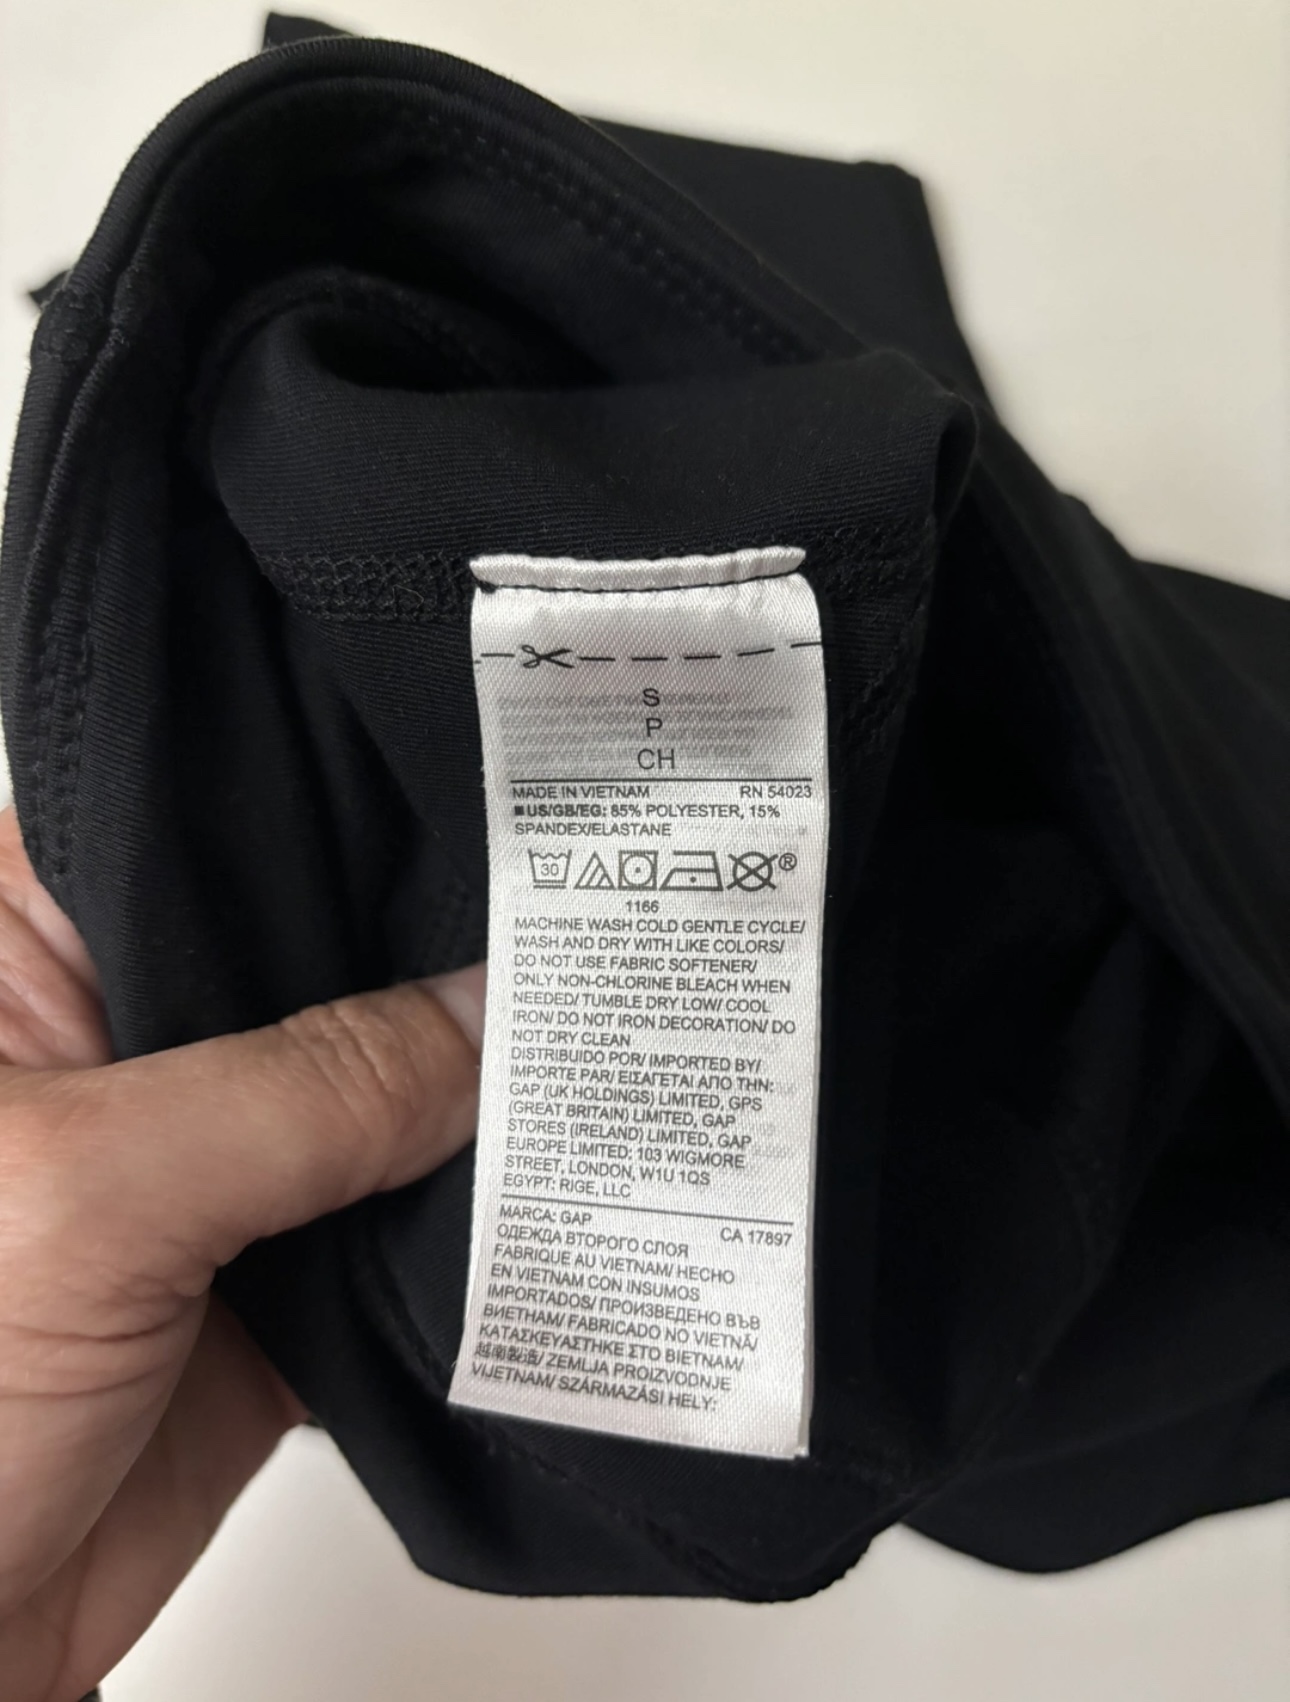 S
P
CH
MADE IN VIETNAM RN 54023
US/GB/EG: 85% POLYESTER, 15%
SPANDEX/ELASTANE
30 ®
1166
MACHINE WASH COLD GENTLE CYCLE/
WASH AND DRY WITH LIKE COLORS/
DO NOT USE FABRIC SOFTENER/
ONLY NON-CHLORINE BLEACH WHEN
NEEDED/ TUMBLE DRY LOW/ COOL
IRON/ DO NOT IRON DECORATION/ DO
NOT DRY CLEAN
DISTRIBUIDO POR/ IMPORTED BY/
IMPORTE PAR/ ΕΙΣΑΓΕΤΑΙ ΑΠΟ ΤΗΝ:
GAP (UK HOLDINGS) LIMITED, GPS
(GREAT BRITAIN) LIMITED, GAP
STORES (IRELAND) LIMITED, GAP
EUROPE LIMITED: 103 WIGMORE
STREET, LONDON, W1U 1QS
EGYPT: RIGE, LLC
MARCA: GAP CA 17897
ОДЕЖДА ВТОРОГО СЛОЯ
FABRIQUE AU VIETNAM/ HECHO
EN VIETNAM CON INSUMOS
IMPORTADOS/ ПРОИЗВЕДЕНО ВЪВ
ВИЕТНАМ/ FABRICADO NO VIETNÃ/
ΚΑΤΑΣΚΕΥΑΣΤΗΚΕ ΣΤΟ ΒΙΕΤΝΑΜ/
越南製造/ ZEMLJA PROIZVODNJE
VIJETNAM/ SZÁRMAZÁSI HELY: